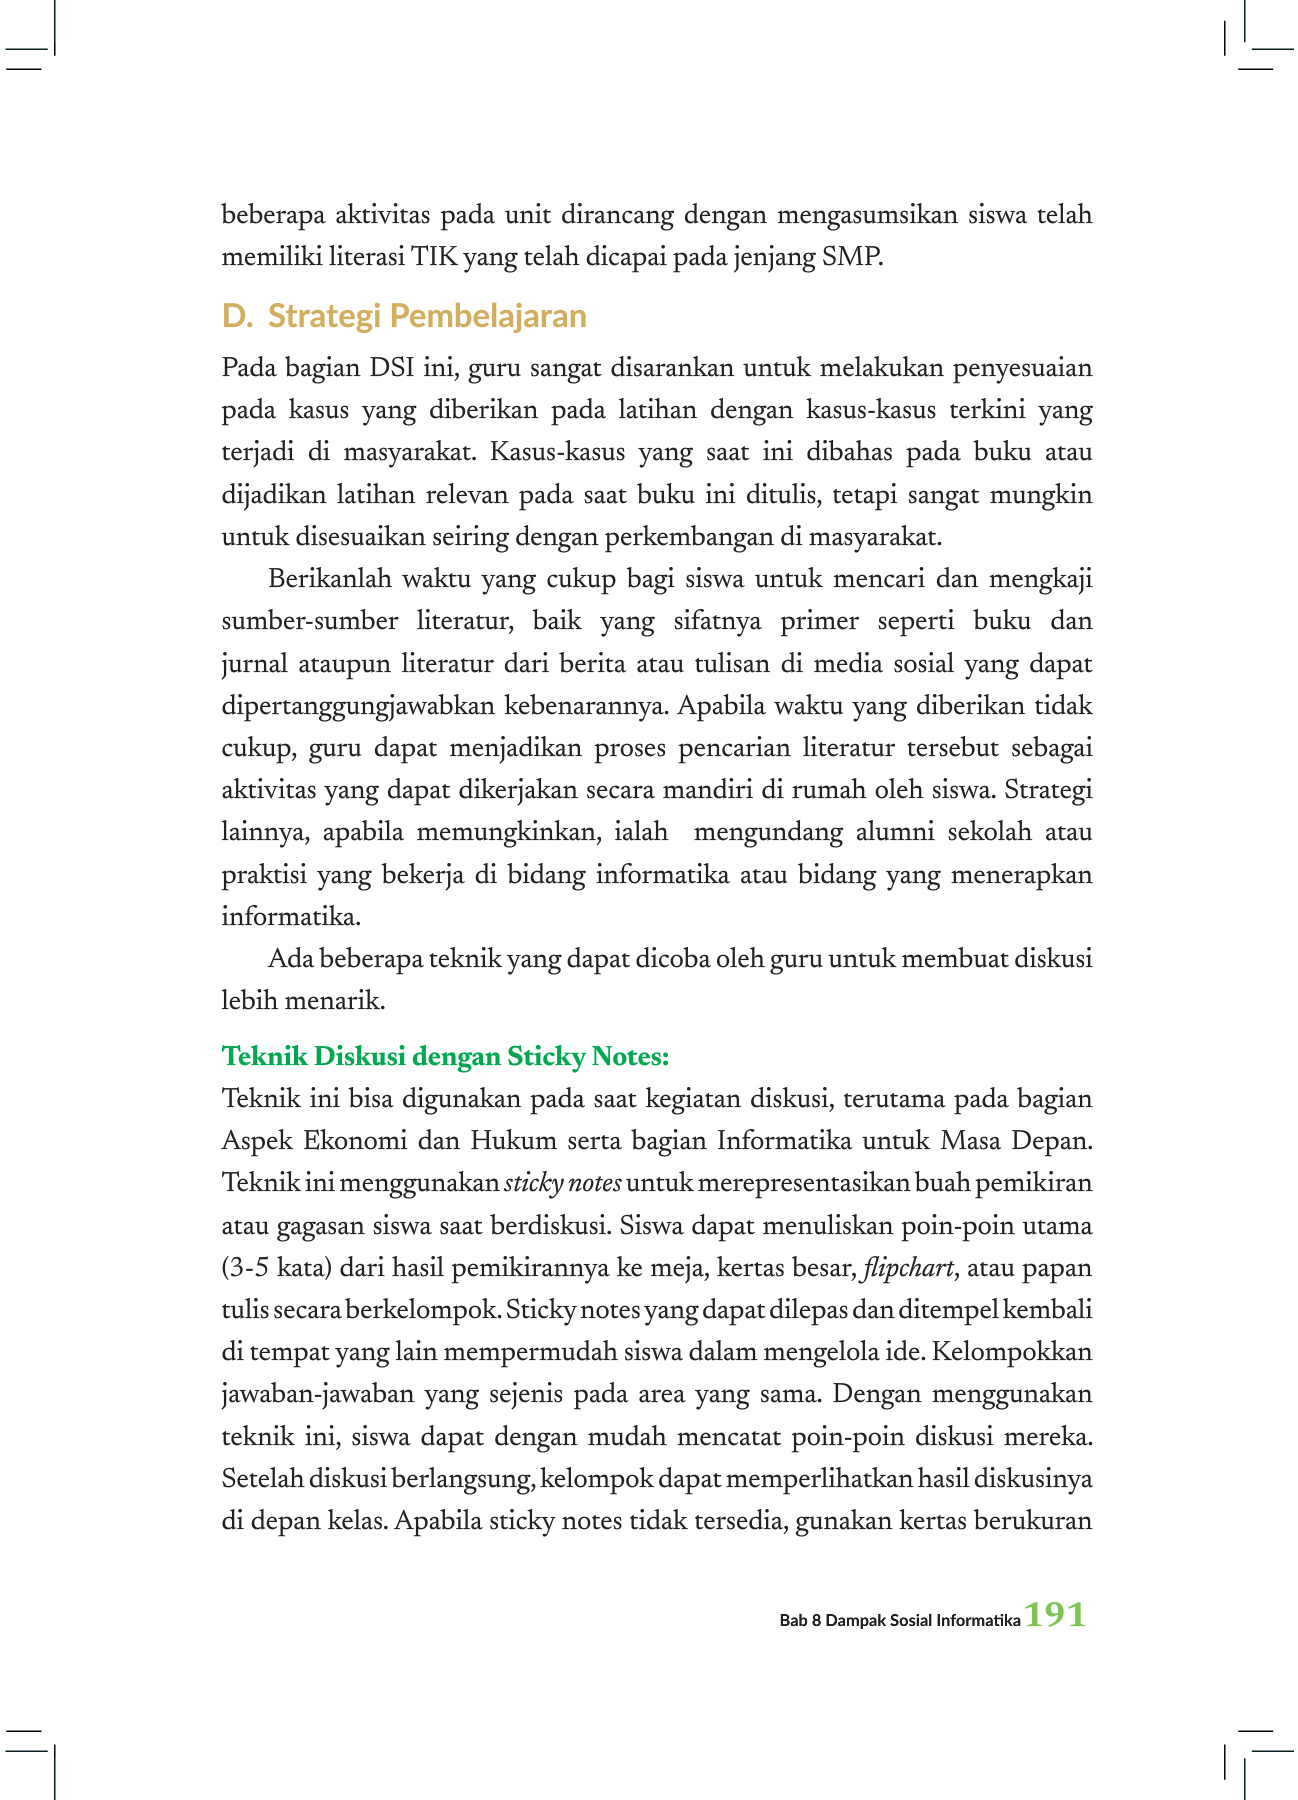 beberapa aktivitas pada unit dirancang dengan mengasumsikan siswa telah
memiliki literasi TIK yang telah dicapai pada jenjang SMP.
D. Strategi Pembelajaran
Pada bagian DSI ini, guru sangat disarankan untuk melakukan penyesuaian
pada kasus yang diberikan pada latihan dengan kasus-kasus terkini yang
terjadi di masyarakat. Kasus-kasus yang saat ini dibahas pada buku atau
dijadikan latihan relevan pada saat buku ini ditulis, tetapi sangat mungkin
untuk disesuaikan seiring dengan perkembangan di masyarakat.
Berikanlah waktu yang cukup bagi siswa untuk mencari dan mengkaji
sumber-sumber literatur, baik yang sifatnya primer seperti buku dan
jurnal ataupun literatur dari berita atau tulisan di media sosial yang dapat
dipertanggungjawabkan kebenarannya. Apabila waktu yang diberikan tidak
cukup, guru dapat menjadikan proses pencarian literatur tersebut sebagai
aktivitas yang dapat dikerjakan secara mandiri di rumah oleh siswa. Strategi
lainnya, apabila memungkinkan, ialah mengundang alumni sekolah atau
praktisi yang bekerja di bidang informatika atau bidang yang menerapkan
informatika.
Ada beberapa teknik yang dapat dicoba oleh guru untuk membuat diskusi
lebih menarik.
Teknik Diskusi dengan Sticky Notes:
Teknik ini bisa digunakan pada saat kegiatan diskusi, terutama pada bagian
Aspek Ekonomi dan Hukum serta bagian Informatika untuk Masa Depan.
Teknik ini menggunakan sticky notes untuk merepresentasikan buah pemikiran
atau gagasan siswa saat berdiskusi. Siswa dapat menuliskan poin-poin utama
(3-5 kata) dari hasil pemikirannya ke meja, kertas besar, flipchart, atau papan
tulis secara berkelompok. Sticky notes yang dapat dilepas dan ditempel kembali
di tempat yang lain mempermudah siswa dalam mengelola ide. Kelompokkan
jawaban-jawaban yang sejenis pada area yang sama. Dengan menggunakan
teknik ini, siswa dapat dengan mudah mencatat poin-poin diskusi mereka.
Setelah diskusi berlangsung, kelompok dapat memperlihatkan hasil diskusinya
di depan kelas. Apabila sticky notes tidak tersedia, gunakan kertas berukuran
Bab 8 Dampak Sosial Informatika 191